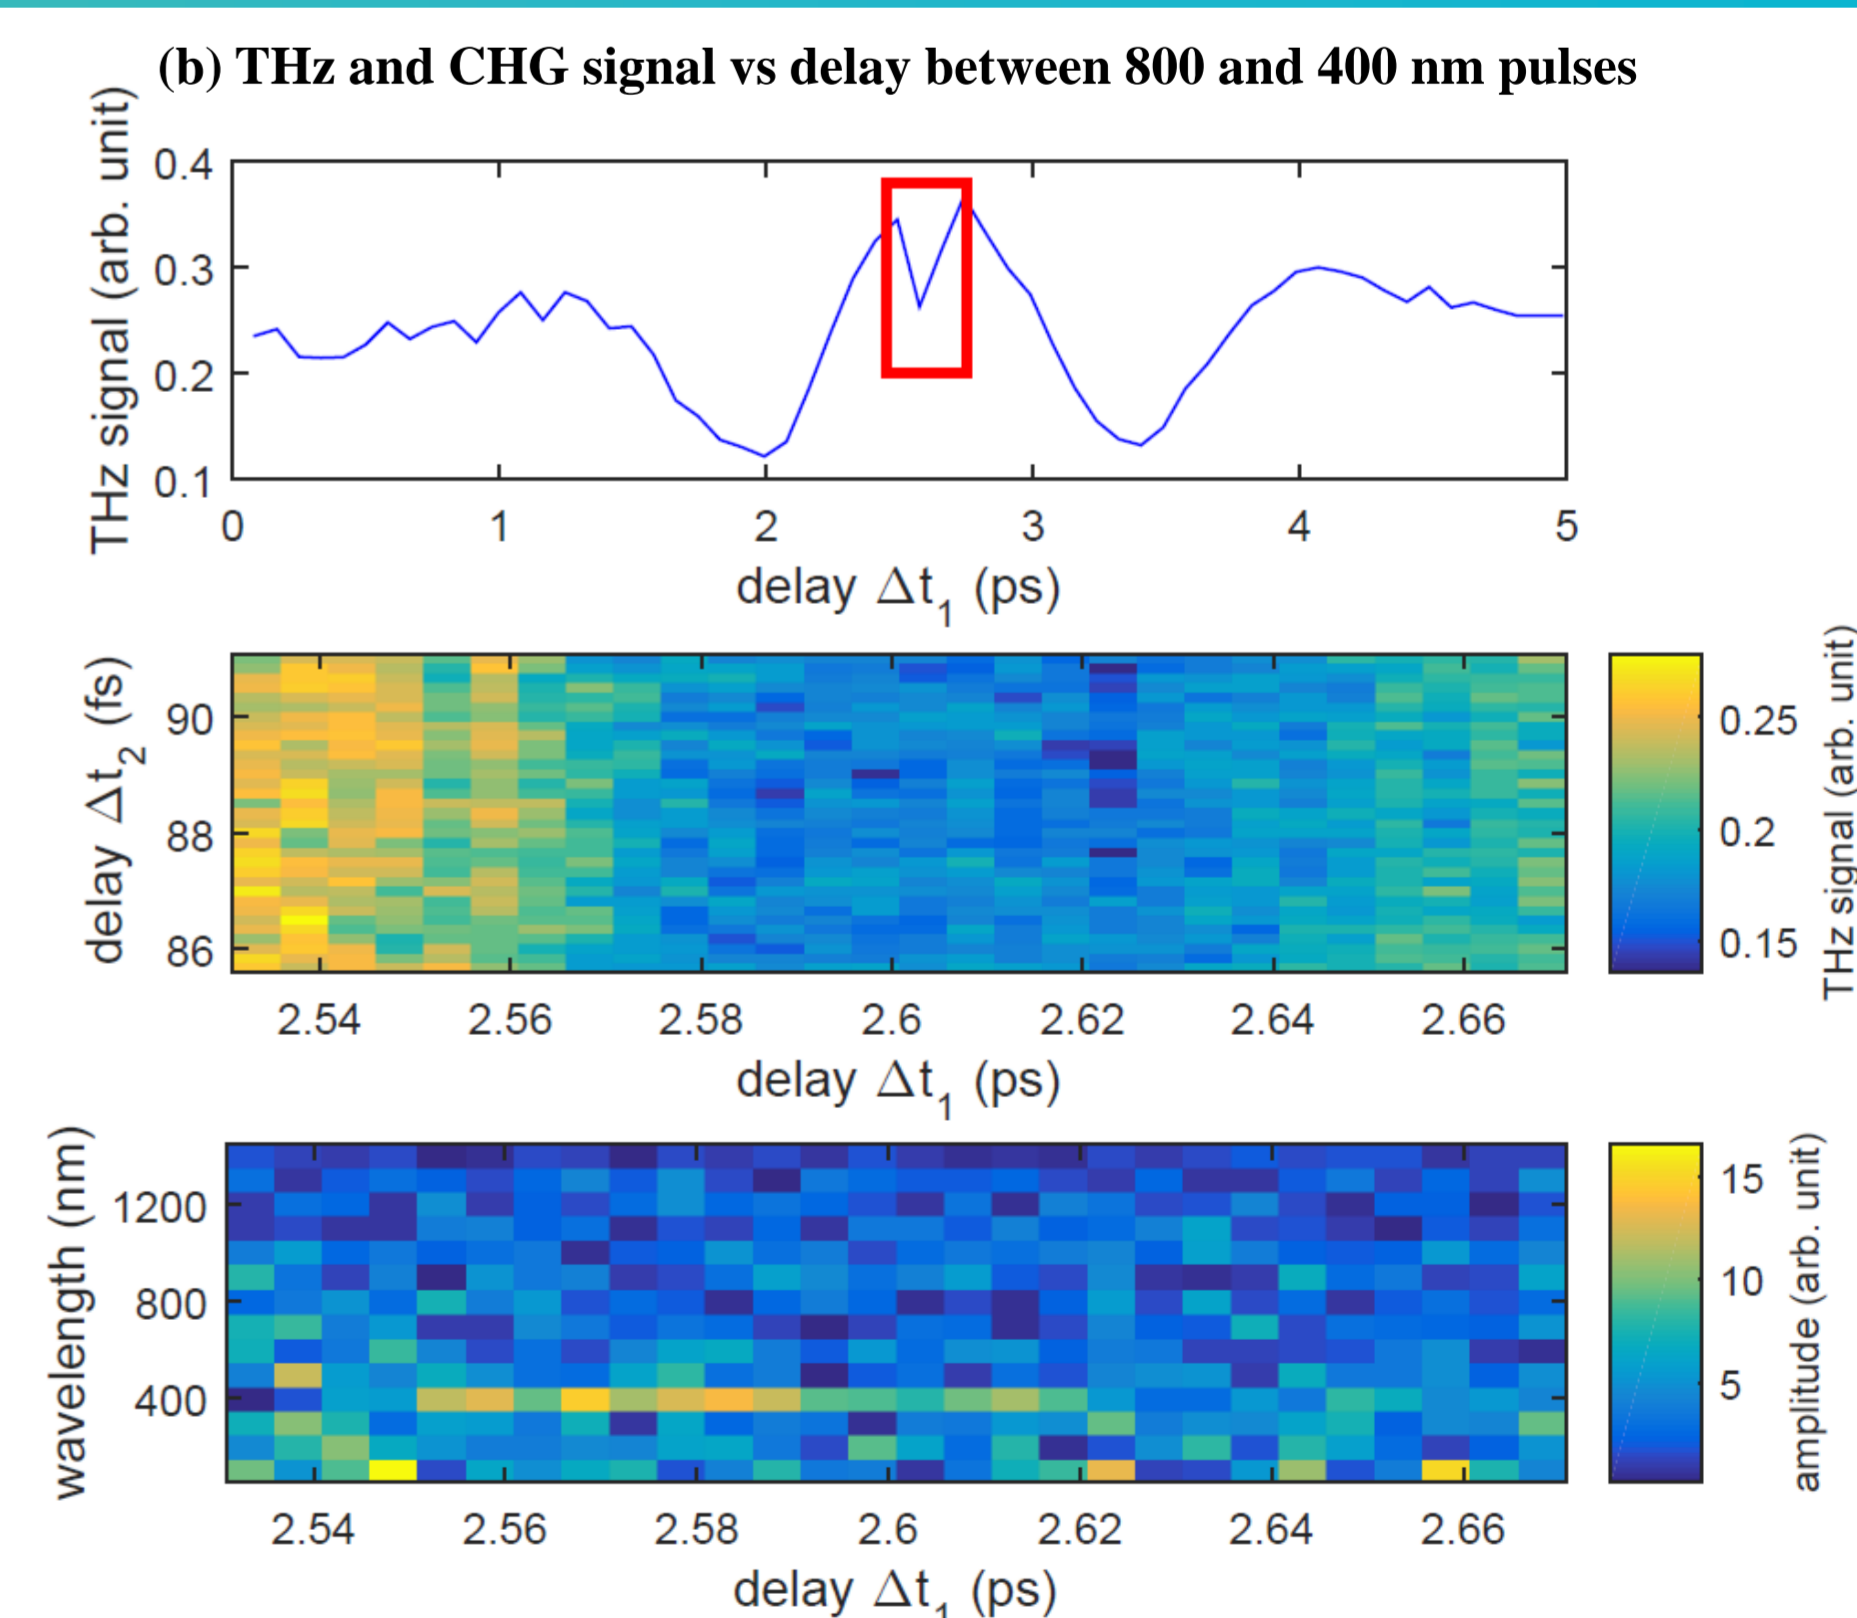 (b) THz and CHG signal vs delay between 800 and 400 nm pulses
THz signal (arb. unit)
0.4
0.3
0.2
0.1
0 1 2 3 4 5
delay Δt₁ (ps)
delay Δt₂ (fs)
90
88
86
2.54 2.56 2.58 2.6 2.62 2.64 2.66
delay Δt₁ (ps)
0.25
0.2
0.15
THz signal (arb. unit)
wavelength (nm)
1200
800
400
2.54 2.56 2.58 2.6 2.62 2.64 2.66
delay Δt₁ (ps)
15
10
5
amplitude (arb. unit)